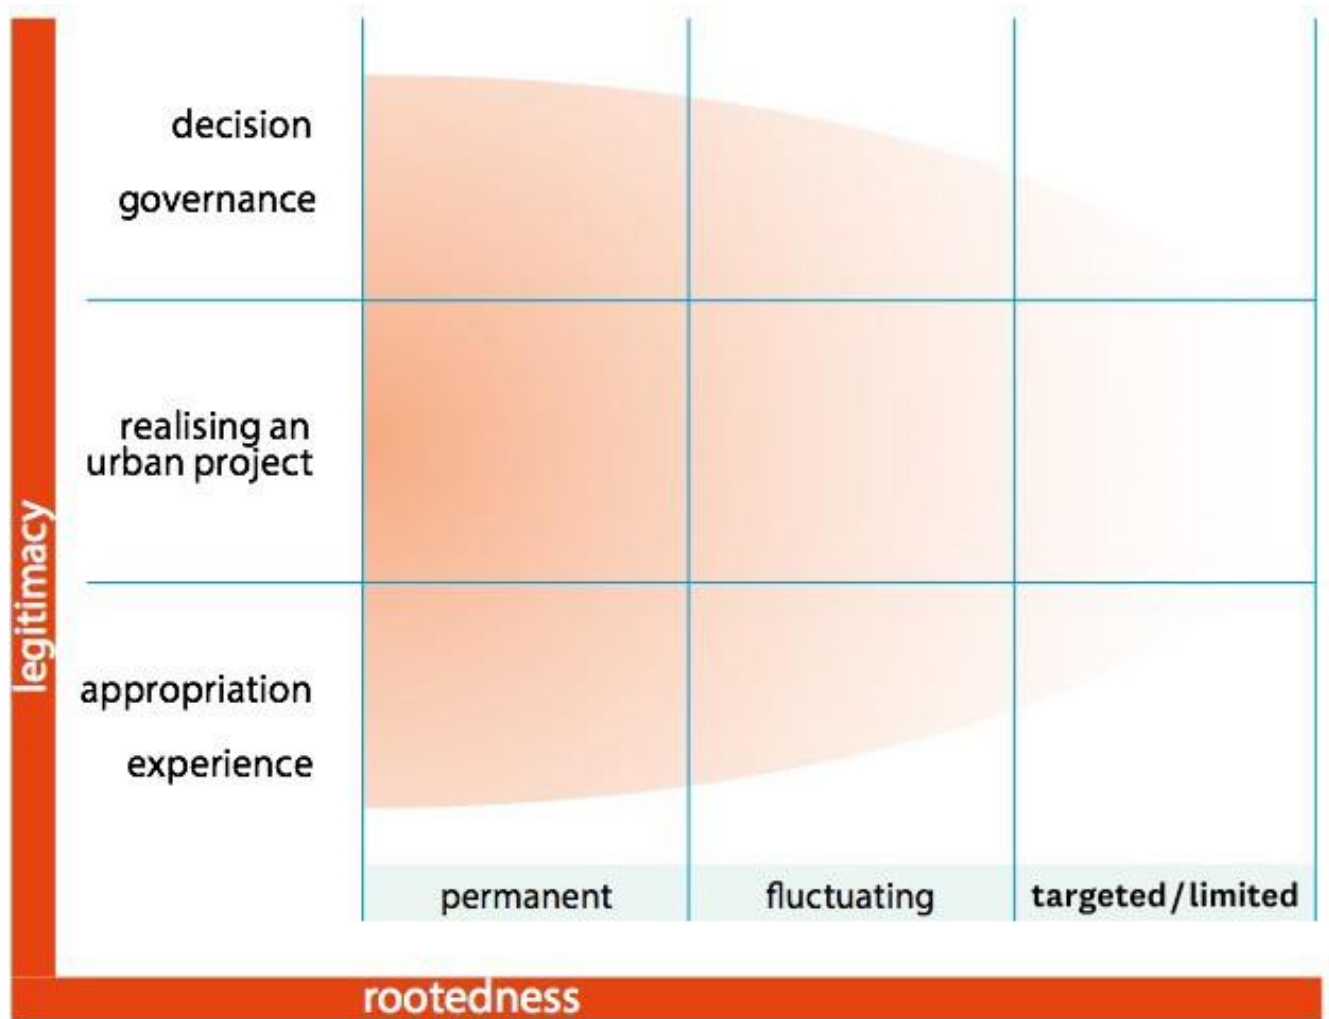 decision
governance
realising an
urban project
legitimacy
appropriation
experience
permanent
fluctuating
targeted/limited
rootedness